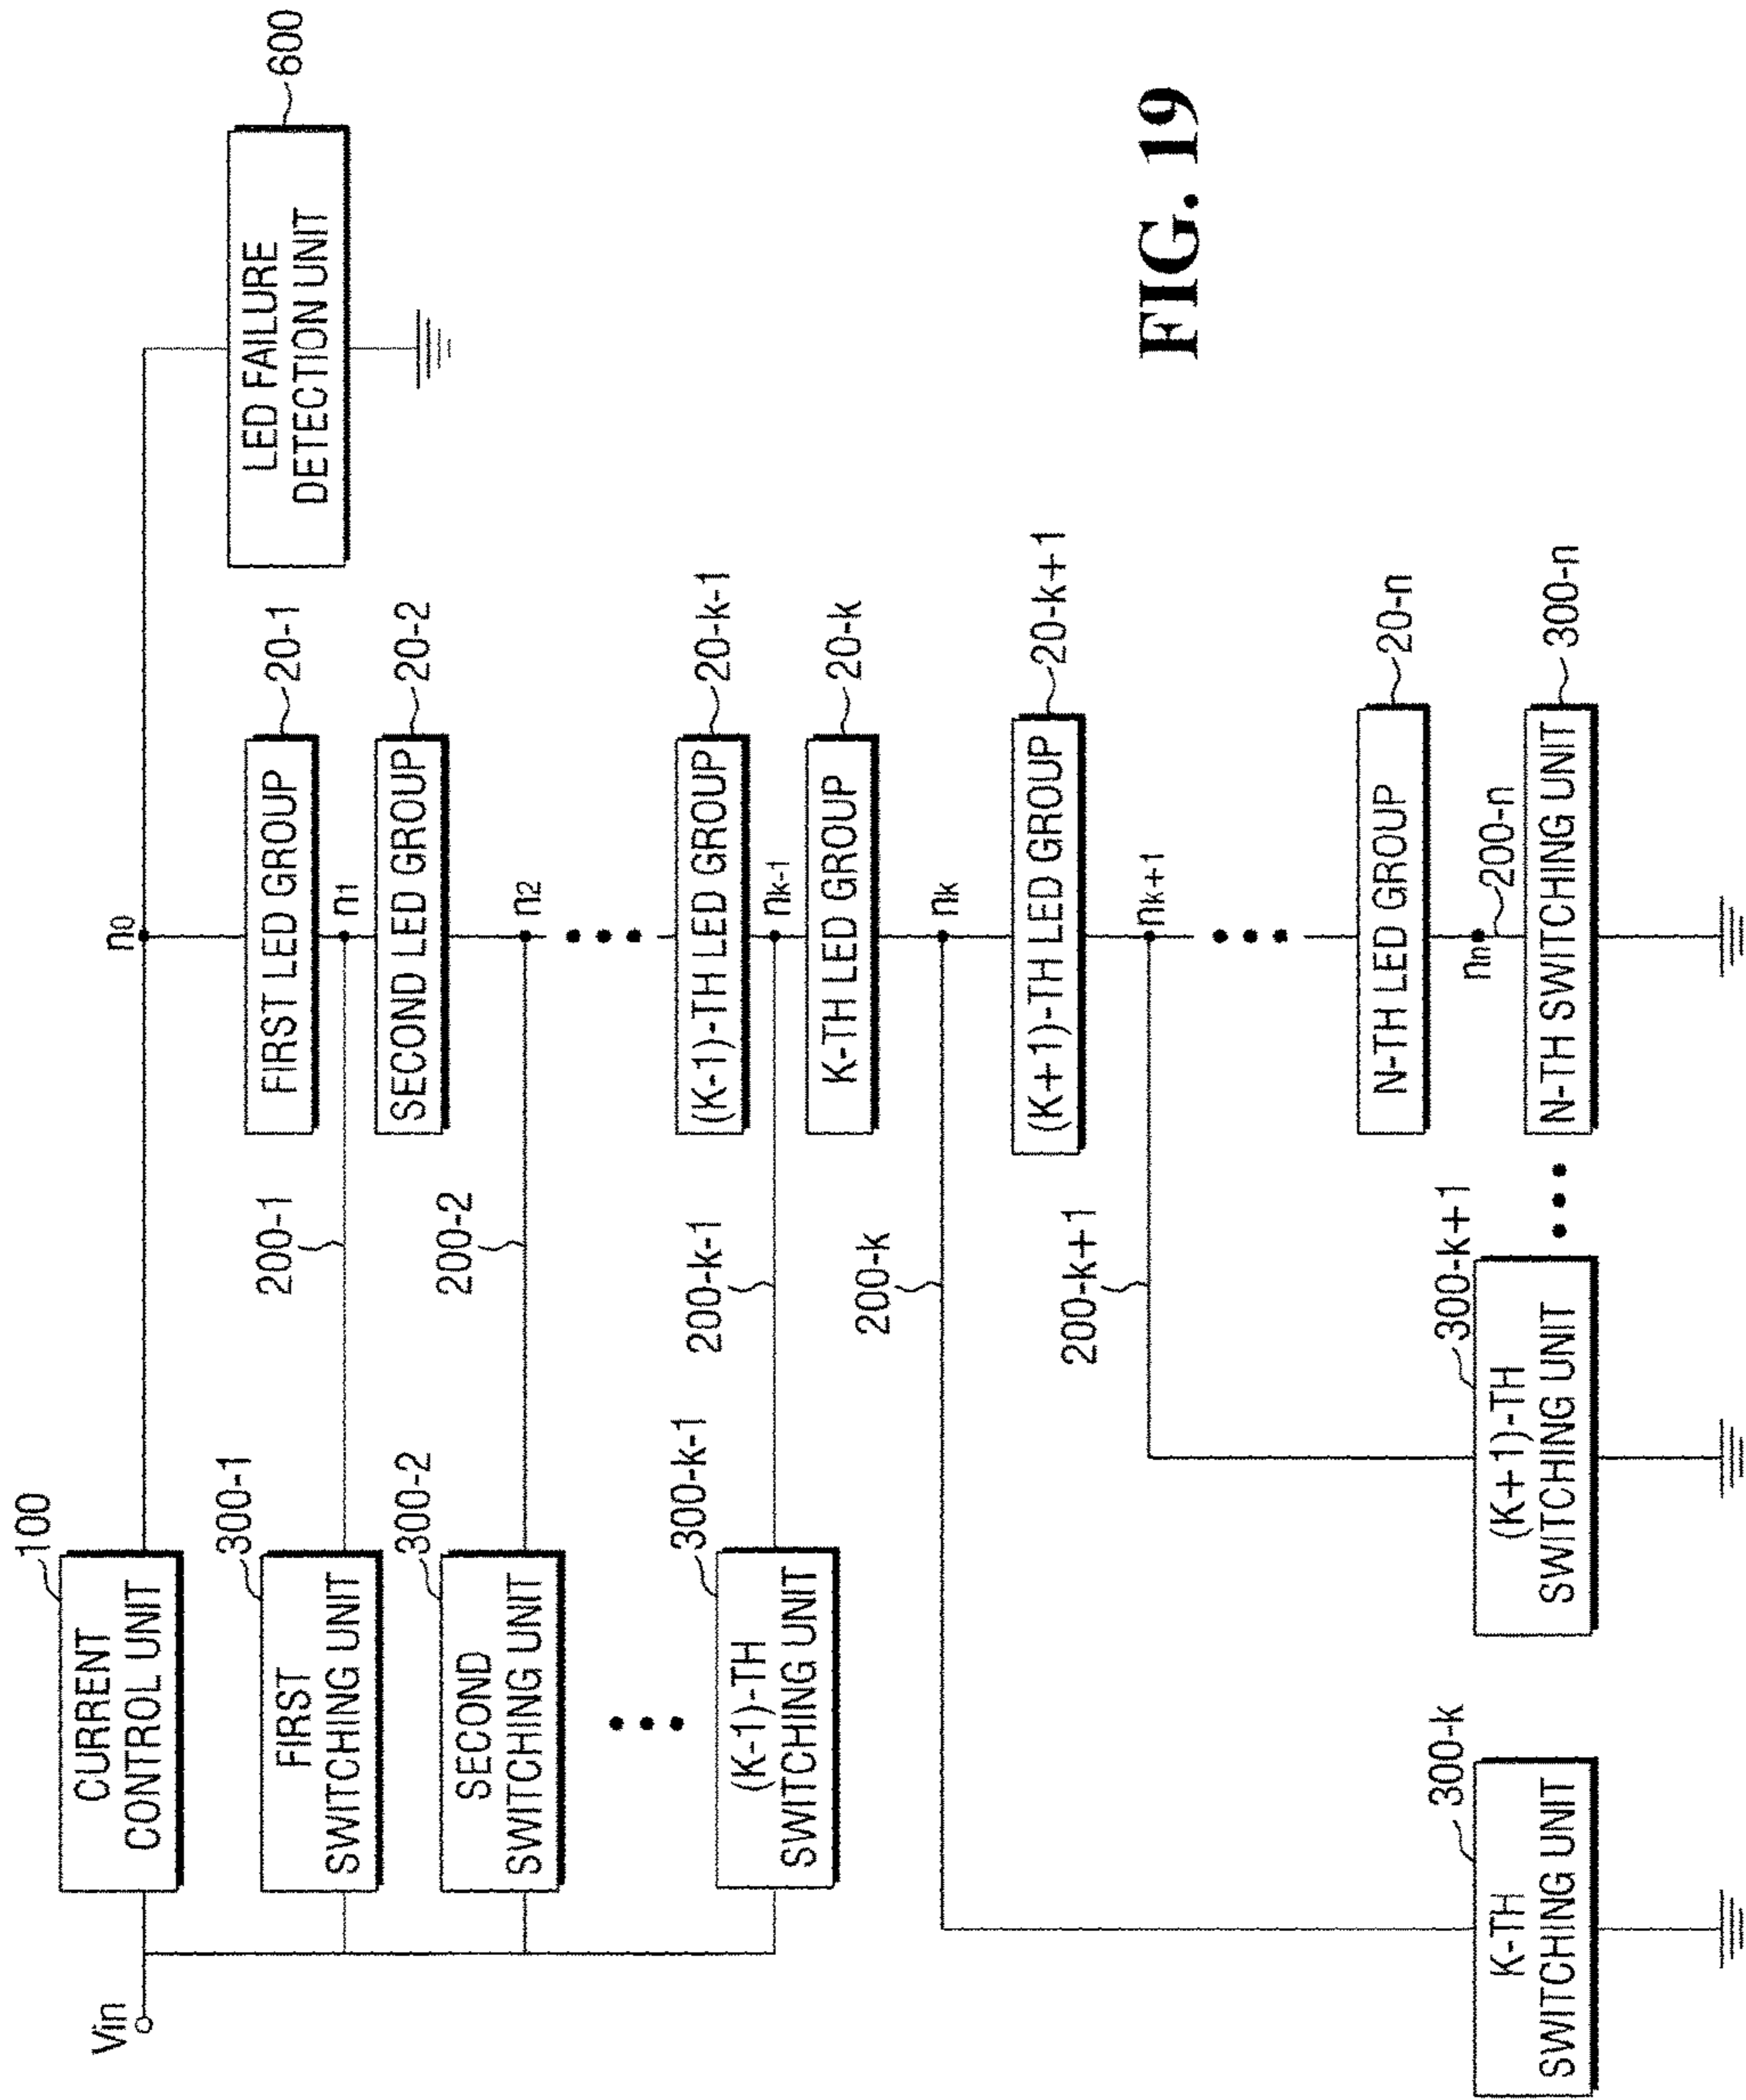 Vin
CURRENT
CONTROL UNIT
100
n0
LED FAILURE
DETECTION UNIT
600
FIRST
SWITCHING UNIT
300-1
200-1
FIRST LED GROUP
20-1
n1
SECOND
SWITCHING UNIT
300-2
200-2
SECOND LED GROUP
20-2
n2
(K-1)-TH
SWITCHING UNIT
300-k-1
200-k-1
(K-1)-TH LED GROUP
20-k-1
nk-1
K-TH LED GROUP
20-k
200-k
nk
(K+1)-TH LED GROUP
20-k+1
200-k+1
nk+1
N-TH LED GROUP
20-n
nn
200-n
K-TH
SWITCHING UNIT
300-k
(K+1)-TH
SWITCHING UNIT
300-k+1
N-TH SWITCHING UNIT
300-n
FIG. 19